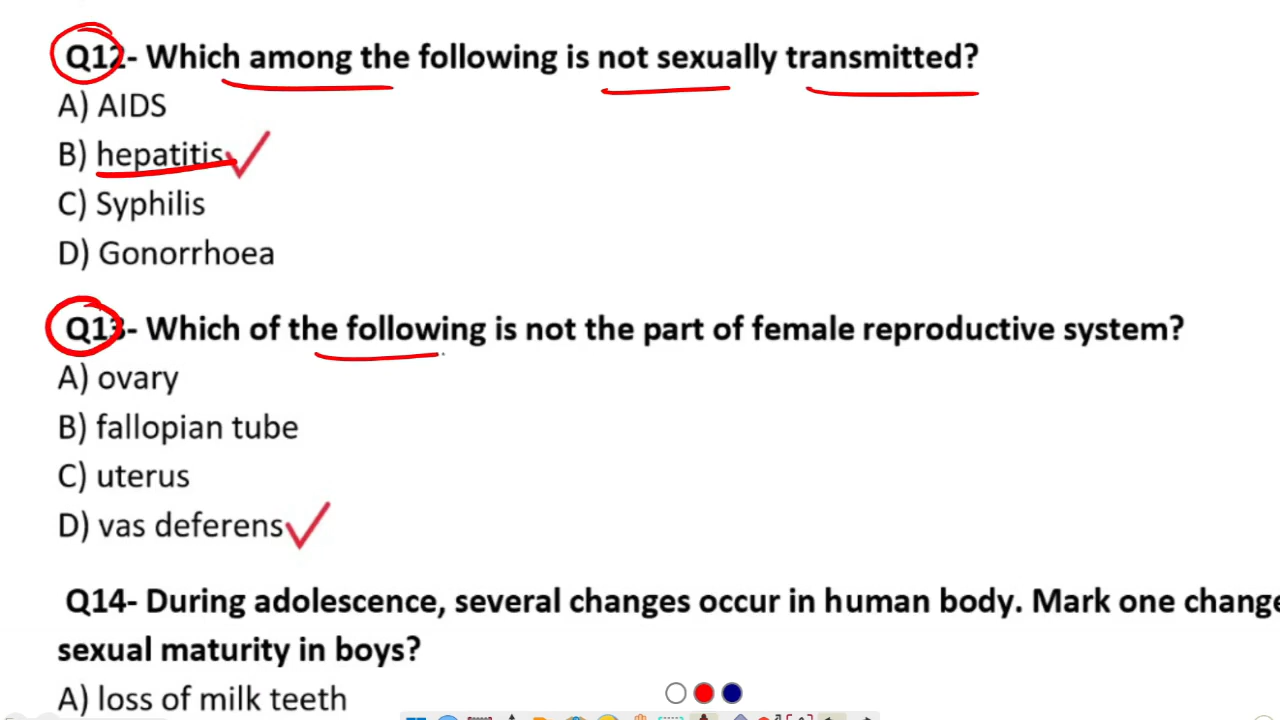 Q12- Which among the following is not sexually transmitted?
A) AIDS
B) hepatitis
C) Syphilis
D) Gonorrhoea
Q13- Which of the following is not the part of female reproductive system?
A) ovary
B) fallopian tube
C) uterus
D) vas deferens
Q14- During adolescence, several changes occur in human body. Mark one change
sexual maturity in boys?
A) loss of milk teeth